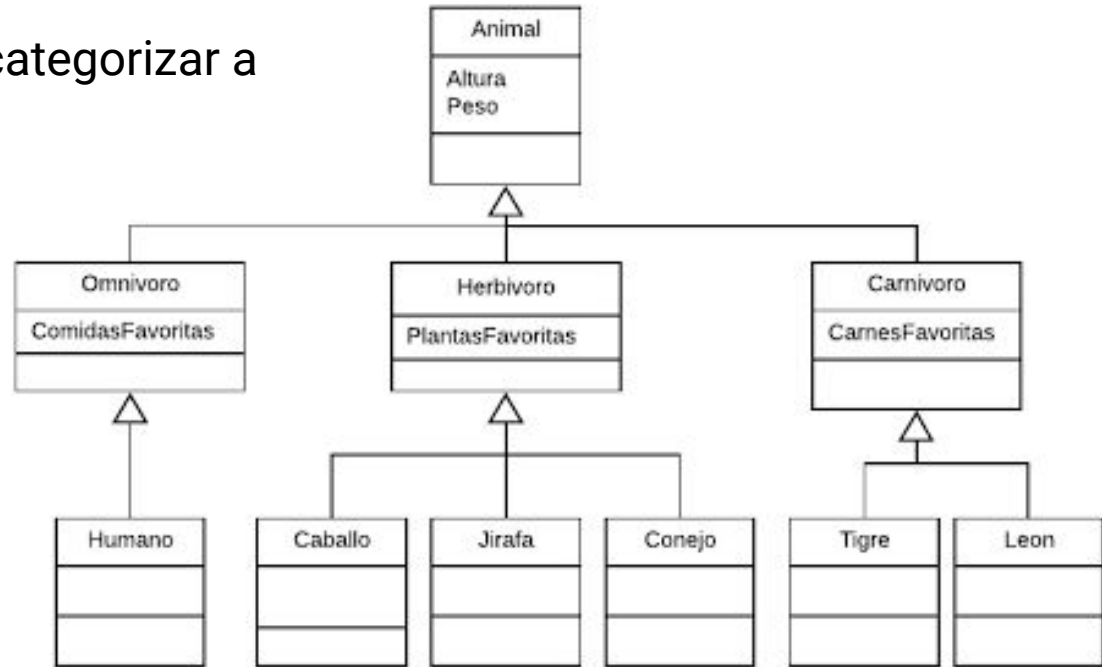 categorizar a
Animal
Altura
Peso
Omnivoro
ComidasFavoritas
Herbivoro
PlantasFavoritas
Carnivoro
CarnesFavoritas
Humano
Caballo
Jirafa
Conejo
Tigre
Leon